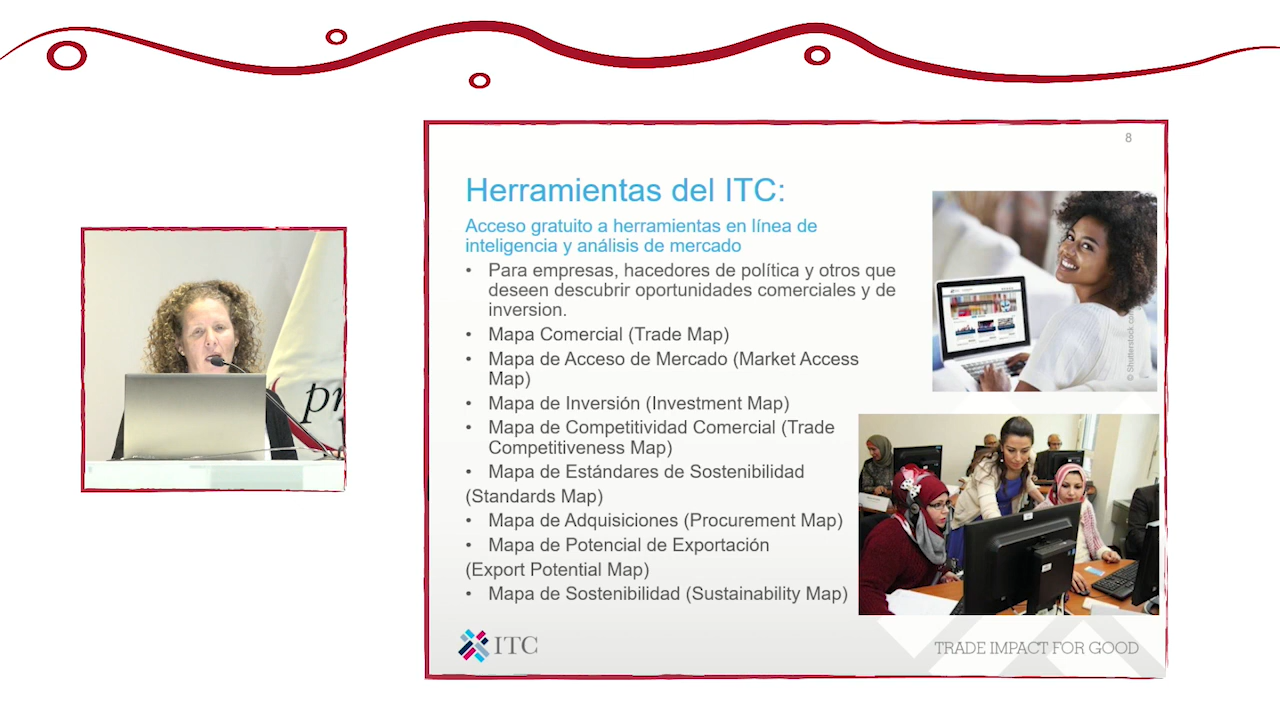 8
Herramientas del ITC:
Acceso gratuito a herramientas en línea de
inteligencia y análisis de mercado
• Para empresas, hacedores de política y otros que
deseen descubrir oportunidades comerciales y de
inversion.
• Mapa Comercial (Trade Map)
• Mapa de Acceso de Mercado (Market Access
Map)
• Mapa de Inversión (Investment Map)
• Mapa de Competitividad Comercial (Trade
Competitiveness Map)
• Mapa de Estándares de Sostenibilidad
(Standards Map)
• Mapa de Adquisiciones (Procurement Map)
• Mapa de Potencial de Exportación
(Export Potential Map)
• Mapa de Sostenibilidad (Sustainability Map)
ITC
TRADE IMPACT FOR GOOD
© Shutterstock.co